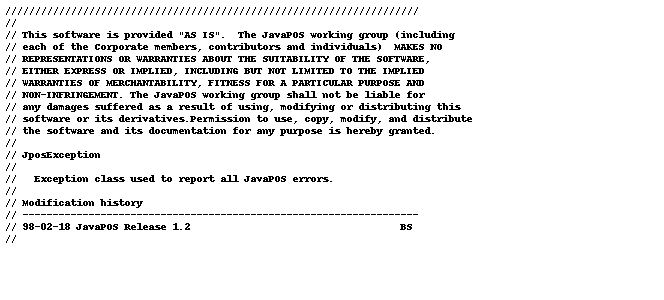 //////////////////////////////////////////////////////////////////////
//
// This software is provided "AS IS".  The JavaPOS working group (including
// each of the Corporate members, contributors and individuals)  MAKES NO
// REPRESENTATIONS OR WARRANTIES ABOUT THE SUITABILITY OF THE SOFTWARE,
// EITHER EXPRESS OR IMPLIED, INCLUDING BUT NOT LIMITED TO THE IMPLIED
// WARRANTIES OF MERCHANTABILITY, FITNESS FOR A PARTICULAR PURPOSE AND
// NON-INFRINGEMENT. The JavaPOS working group shall not be liable for
// any damages suffered as a result of using, modifying or distributing this
// software or its derivatives.Permission to use, copy, modify, and distribute
// the software and its documentation for any purpose is hereby granted.
//
// JposException
//
//   Exception class used to report all JavaPOS errors.
//
// Modification history
// ------------------------------------------------------------------
// 98-02-18 JavaPOS Release 1.2                                   BS
//